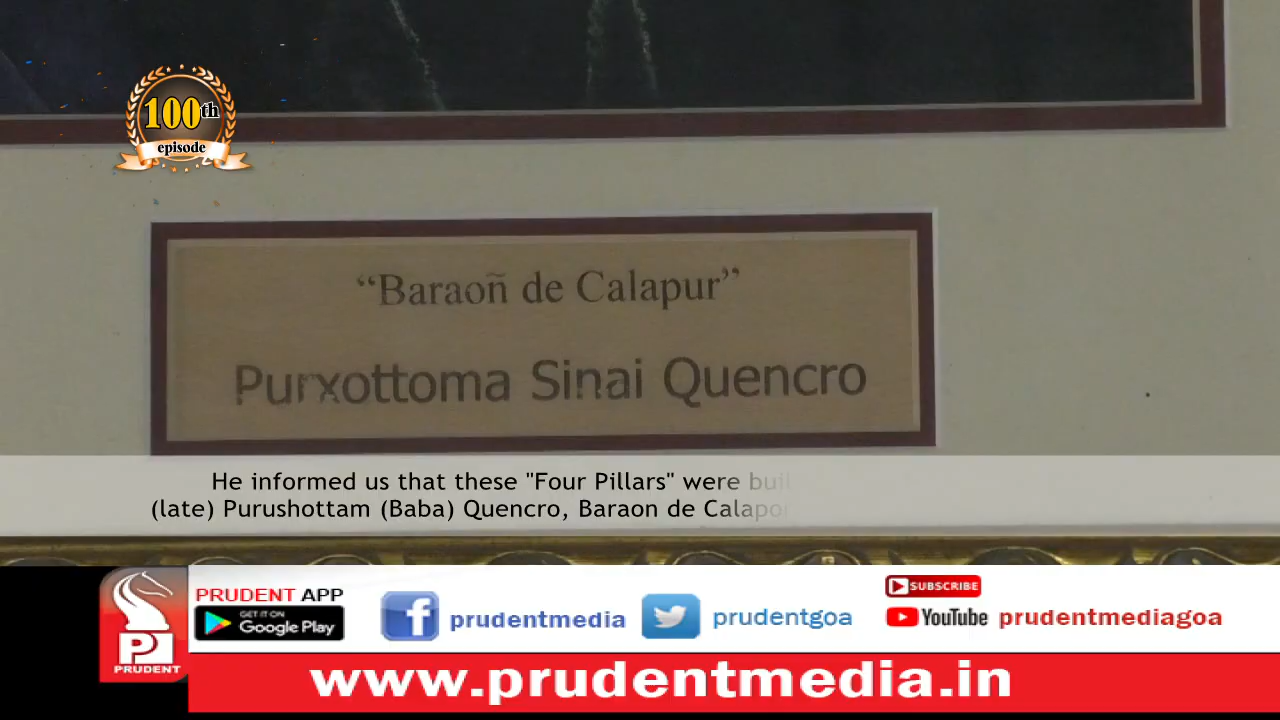 100th
episode
“Baraoñ de Calapur”
Purxottoma Sinai Quencro
He informed us that these "Four Pillars" were
(late) Purushottam (Baba) Quencro, Baraon de
PRUDENT APP
GET IT ON
Google Play
prudentmedia
prudentgoa
SUBSCRIBE
YouTube prudentmediagoa
P
PRUDENT
www.prudentmedia.in